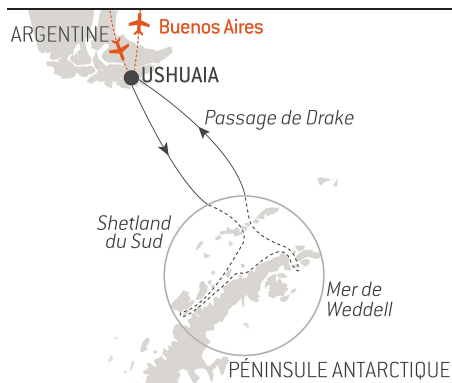 ARGENTINE
Buenos Aires
USHUAIA
Passage de Drake
Shetland
du Sud
Mer de
Weddell
PÉNINSULE ANTARCTIQUE